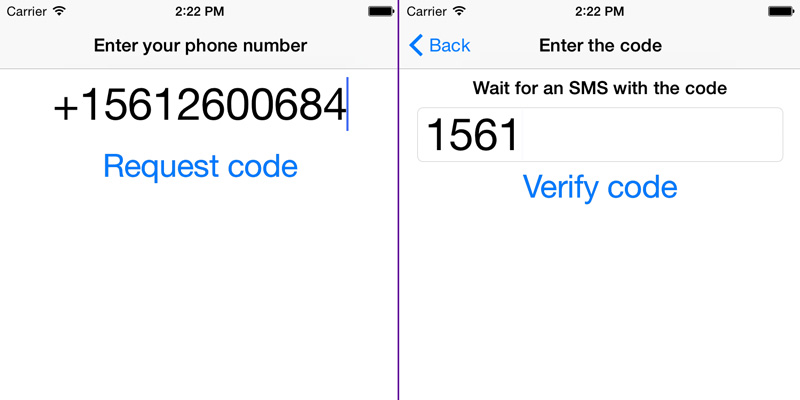 Carrier 2:22 PM
Enter your phone number
+15612600684
Request code
Carrier 2:22 PM
Back Enter the code
Wait for an SMS with the code
1561
Verify code